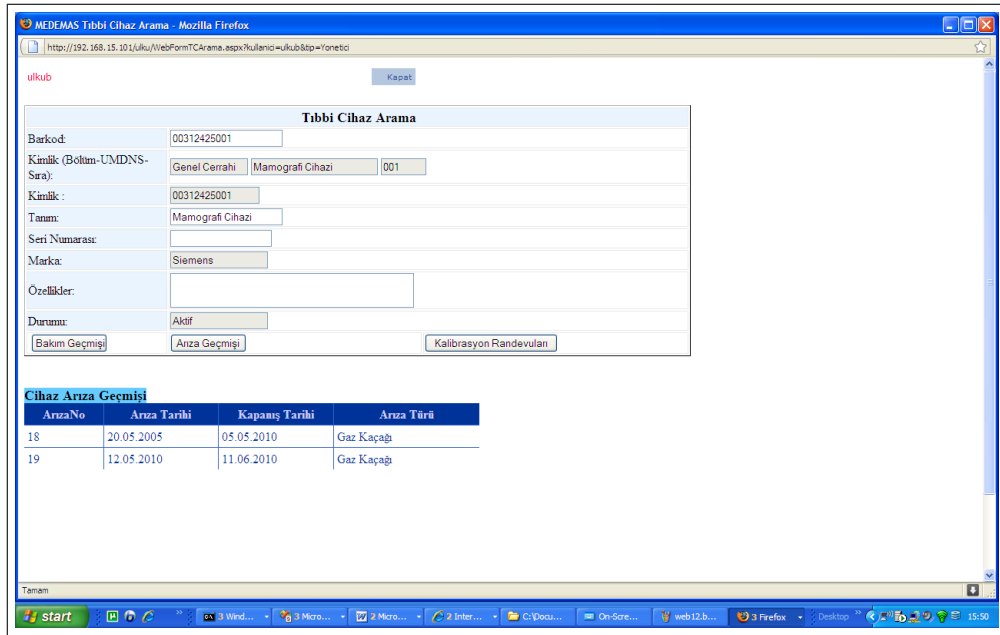 MEDEMAS Tıbbi Cihaz Arama - Mozilla Firefox
http://192.168.15.101/ulku/WebFormTCArama.aspx?kullanici=ulkub&tip=Yonetici
ulkub Kapat
Tıbbi Cihaz Arama
Barkod: 00312425001
Kimlik (Bölüm-UMDNS-
Sıra): Genel Cerrahi Mamografi Cihazi 001
Kimlik : 00312425001
Tanım: Mamografi Cihazi
Seri Numarası:
Marka: Siemens
Özellikler:
Durumu: Aktif
Bakım Geçmişi Arıza Geçmişi Kalibrasyon Randevuları
Cihaz Arıza Geçmişi
ArızaNo Arıza Tarihi Kapanış Tarihi Arıza Türü
18 20.05.2005 05.05.2010 Gaz Kaçağı
19 12.05.2010 11.06.2010 Gaz Kaçağı
Tamam
start 3 Wind... 3 Micro... 2 Micro... 2 Inter... C:\Docu... On-Scre... web12.b... 3 Firefox Desktop 15:50